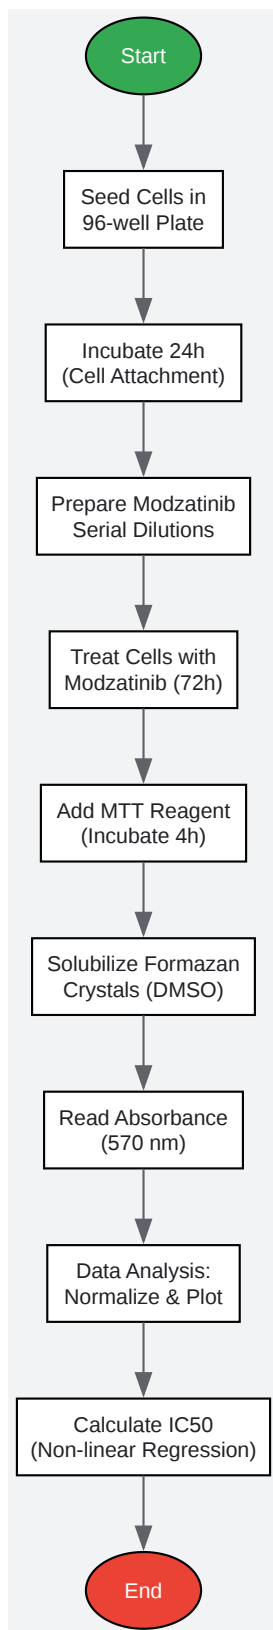 Start
Seed Cells in
96-well Plate
Incubate 24h
(Cell Attachment)
Prepare Modzatinib
Serial Dilutions
Treat Cells with
Modzatinib (72h)
Add MTT Reagent
(Incubate 4h)
Solubilize Formazan
Crystals (DMSO)
Read Absorbance
(570 nm)
Data Analysis:
Normalize & Plot
Calculate IC50
(Non-linear Regression)
End